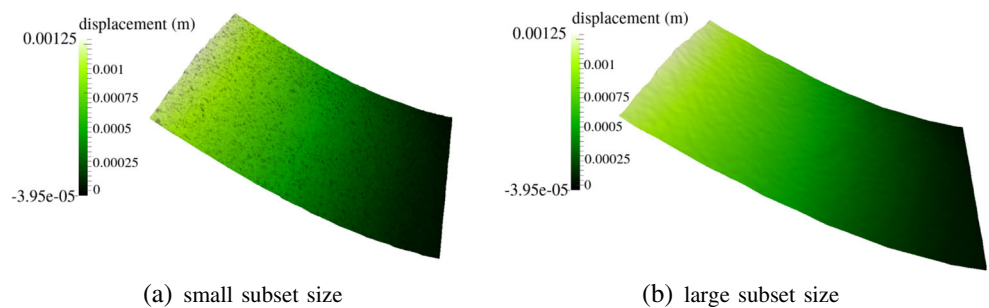 displacement (m)
0.00125
0.001
0.00075
0.0005
0.00025
0
-3.95e-05
(a) small subset size
displacement (m)
0.00125
0.001
0.00075
0.0005
0.00025
0
-3.95e-05
(b) large subset size